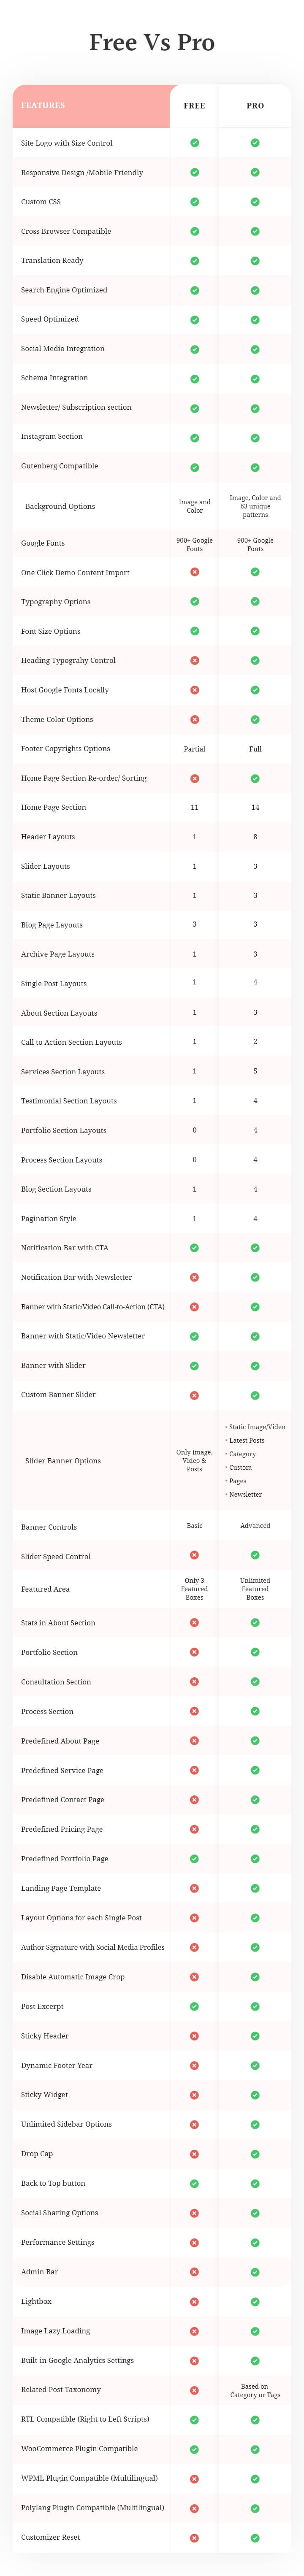 Free Vs Pro
FEATURES FREE PRO
Site Logo with Size Control
Responsive Design /Mobile Friendly
Custom CSS
Cross Browser Compatible
Translation Ready
Search Engine Optimized
Speed Optimized
Social Media Integration
Schema Integration
Newsletter/ Subscription section
Instagram Section
Gutenberg Compatible
Background Options
Image and
Color
Image, Color and
63 unique
patterns
Google Fonts
900+ Google
Fonts
900+ Google
Fonts
One Click Demo Content Import
Typography Options
Font Size Options
Heading Typograhy Control
Host Google Fonts Locally
Theme Color Options
Footer Copyrights Options Partial Full
Home Page Section Re-order/ Sorting
Home Page Section 11 14
Header Layouts 1 8
Slider Layouts 1 3
Static Banner Layouts 1 3
Blog Page Layouts 3 3
Archive Page Layouts 1 3
Single Post Layouts 1 4
About Section Layouts 1 3
Call to Action Section Layouts 1 2
Services Section Layouts 1 5
Testimonial Section Layouts 1 4
Portfolio Section Layouts 0 4
Process Section Layouts 0 4
Blog Section Layouts 1 4
Pagination Style 1 4
Notification Bar with CTA
Notification Bar with Newsletter
Banner with Static/Video Call-to-Action (CTA)
Banner with Static/Video Newsletter
Banner with Slider
Custom Banner Slider
Slider Banner Options
Only Image,
Video &
Posts
· Static Image/Video
· Latest Posts
· Category
· Custom
· Pages
· Newsletter
Banner Controls Basic Advanced
Slider Speed Control
Featured Area
Only 3
Featured
Boxes
Unlimited
Featured
Boxes
Stats in About Section
Portfolio Section
Consultation Section
Process Section
Predefined About Page
Predefined Service Page
Predefined Contact Page
Predefined Pricing Page
Predefined Portfolio Page
Landing Page Template
Layout Options for each Single Post
Author Signature with Social Media Profiles
Disable Automatic Image Crop
Post Excerpt
Sticky Header
Dynamic Footer Year
Sticky Widget
Unlimited Sidebar Options
Drop Cap
Back to Top button
Social Sharing Options
Performance Settings
Admin Bar
Lightbox
Image Lazy Loading
Built-in Google Analytics Settings
Related Post Taxonomy
Based on
Category or Tags
RTL Compatible (Right to Left Scripts)
WooCommerce Plugin Compatible
WPML Plugin Compatible (Multilingual)
Polylang Plugin Compatible (Multilingual)
Customizer Reset